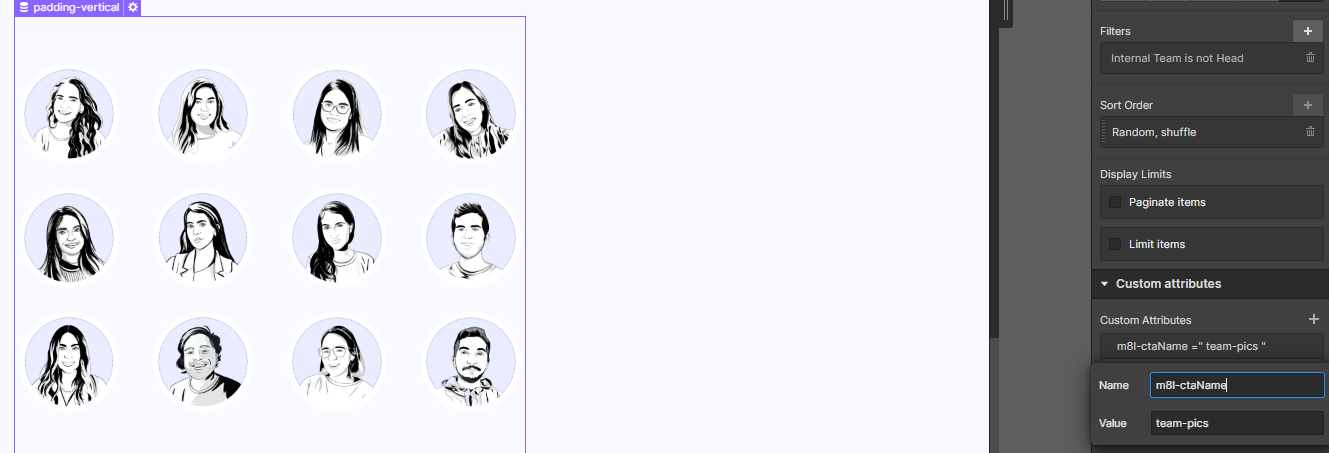 padding-vertical
Filters
Internal Team is not Head
Sort Order
Random, shuffle
Display Limits
Paginate items
Limit items
Custom attributes
Custom Attributes
m8l-ctaName =" team-pics "
Name m8l-ctaName
Value team-pics